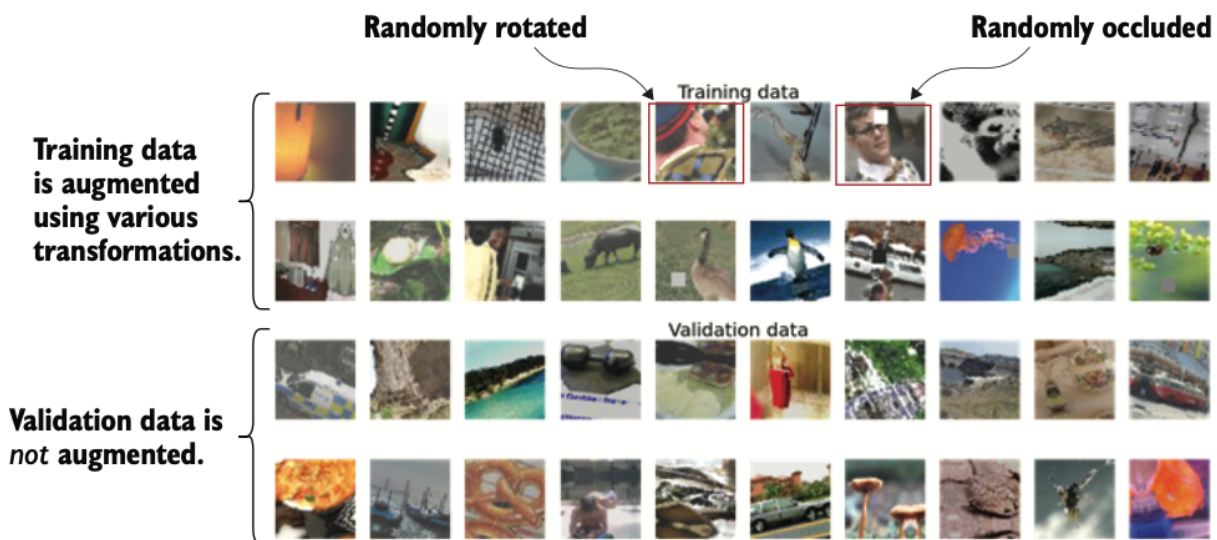 Randomly rotated
Randomly occluded
Training data
Training data
is augmented
using various
transformations.
Validation data
Validation data is
not augmented.